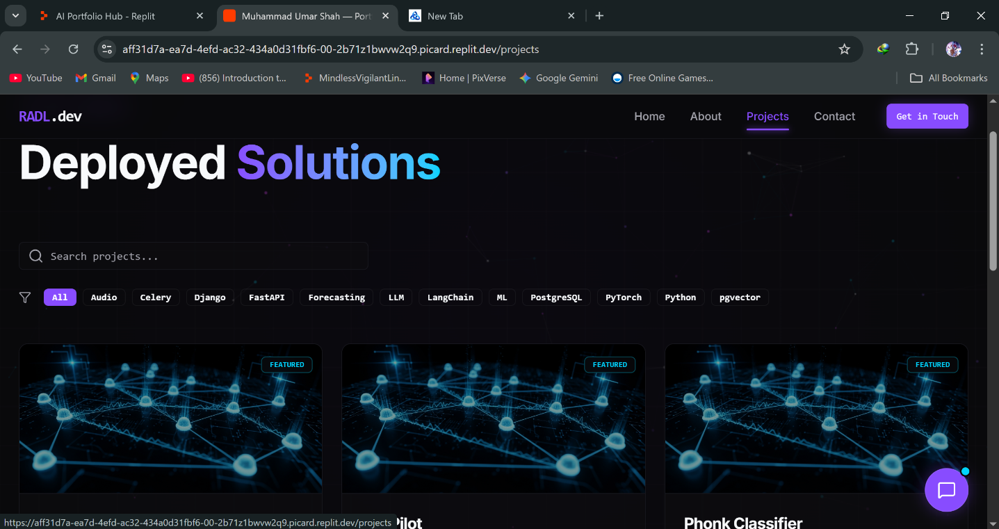 AI Portfolio Hub - Replit
Muhammad Umar Shah — Port
New Tab
aff31d7a-ea7d-4efd-ac32-434a0d31fbf6-00-2b71z1bwvw2q9.picard.replit.dev/projects
YouTube
Gmail
Maps
(856) Introduction t...
MindlessVigilantLin...
Home | PixVerse
Google Gemini
Free Online Games...
All Bookmarks
RADL.dev
Home
About
Projects
Contact
Get in Touch
Deployed Solutions
Search projects...
All
Audio
Celery
Django
FastAPI
Forecasting
LLM
LangChain
ML
PostgreSQL
PyTorch
Python
pgvector
FEATURED
FEATURED
FEATURED
Pilot
Phonk Classifier
https://aff31d7a-ea7d-4efd-ac32-434a0d31fbf6-00-2b71z1bwvw2q9.picard.replit.dev/projects